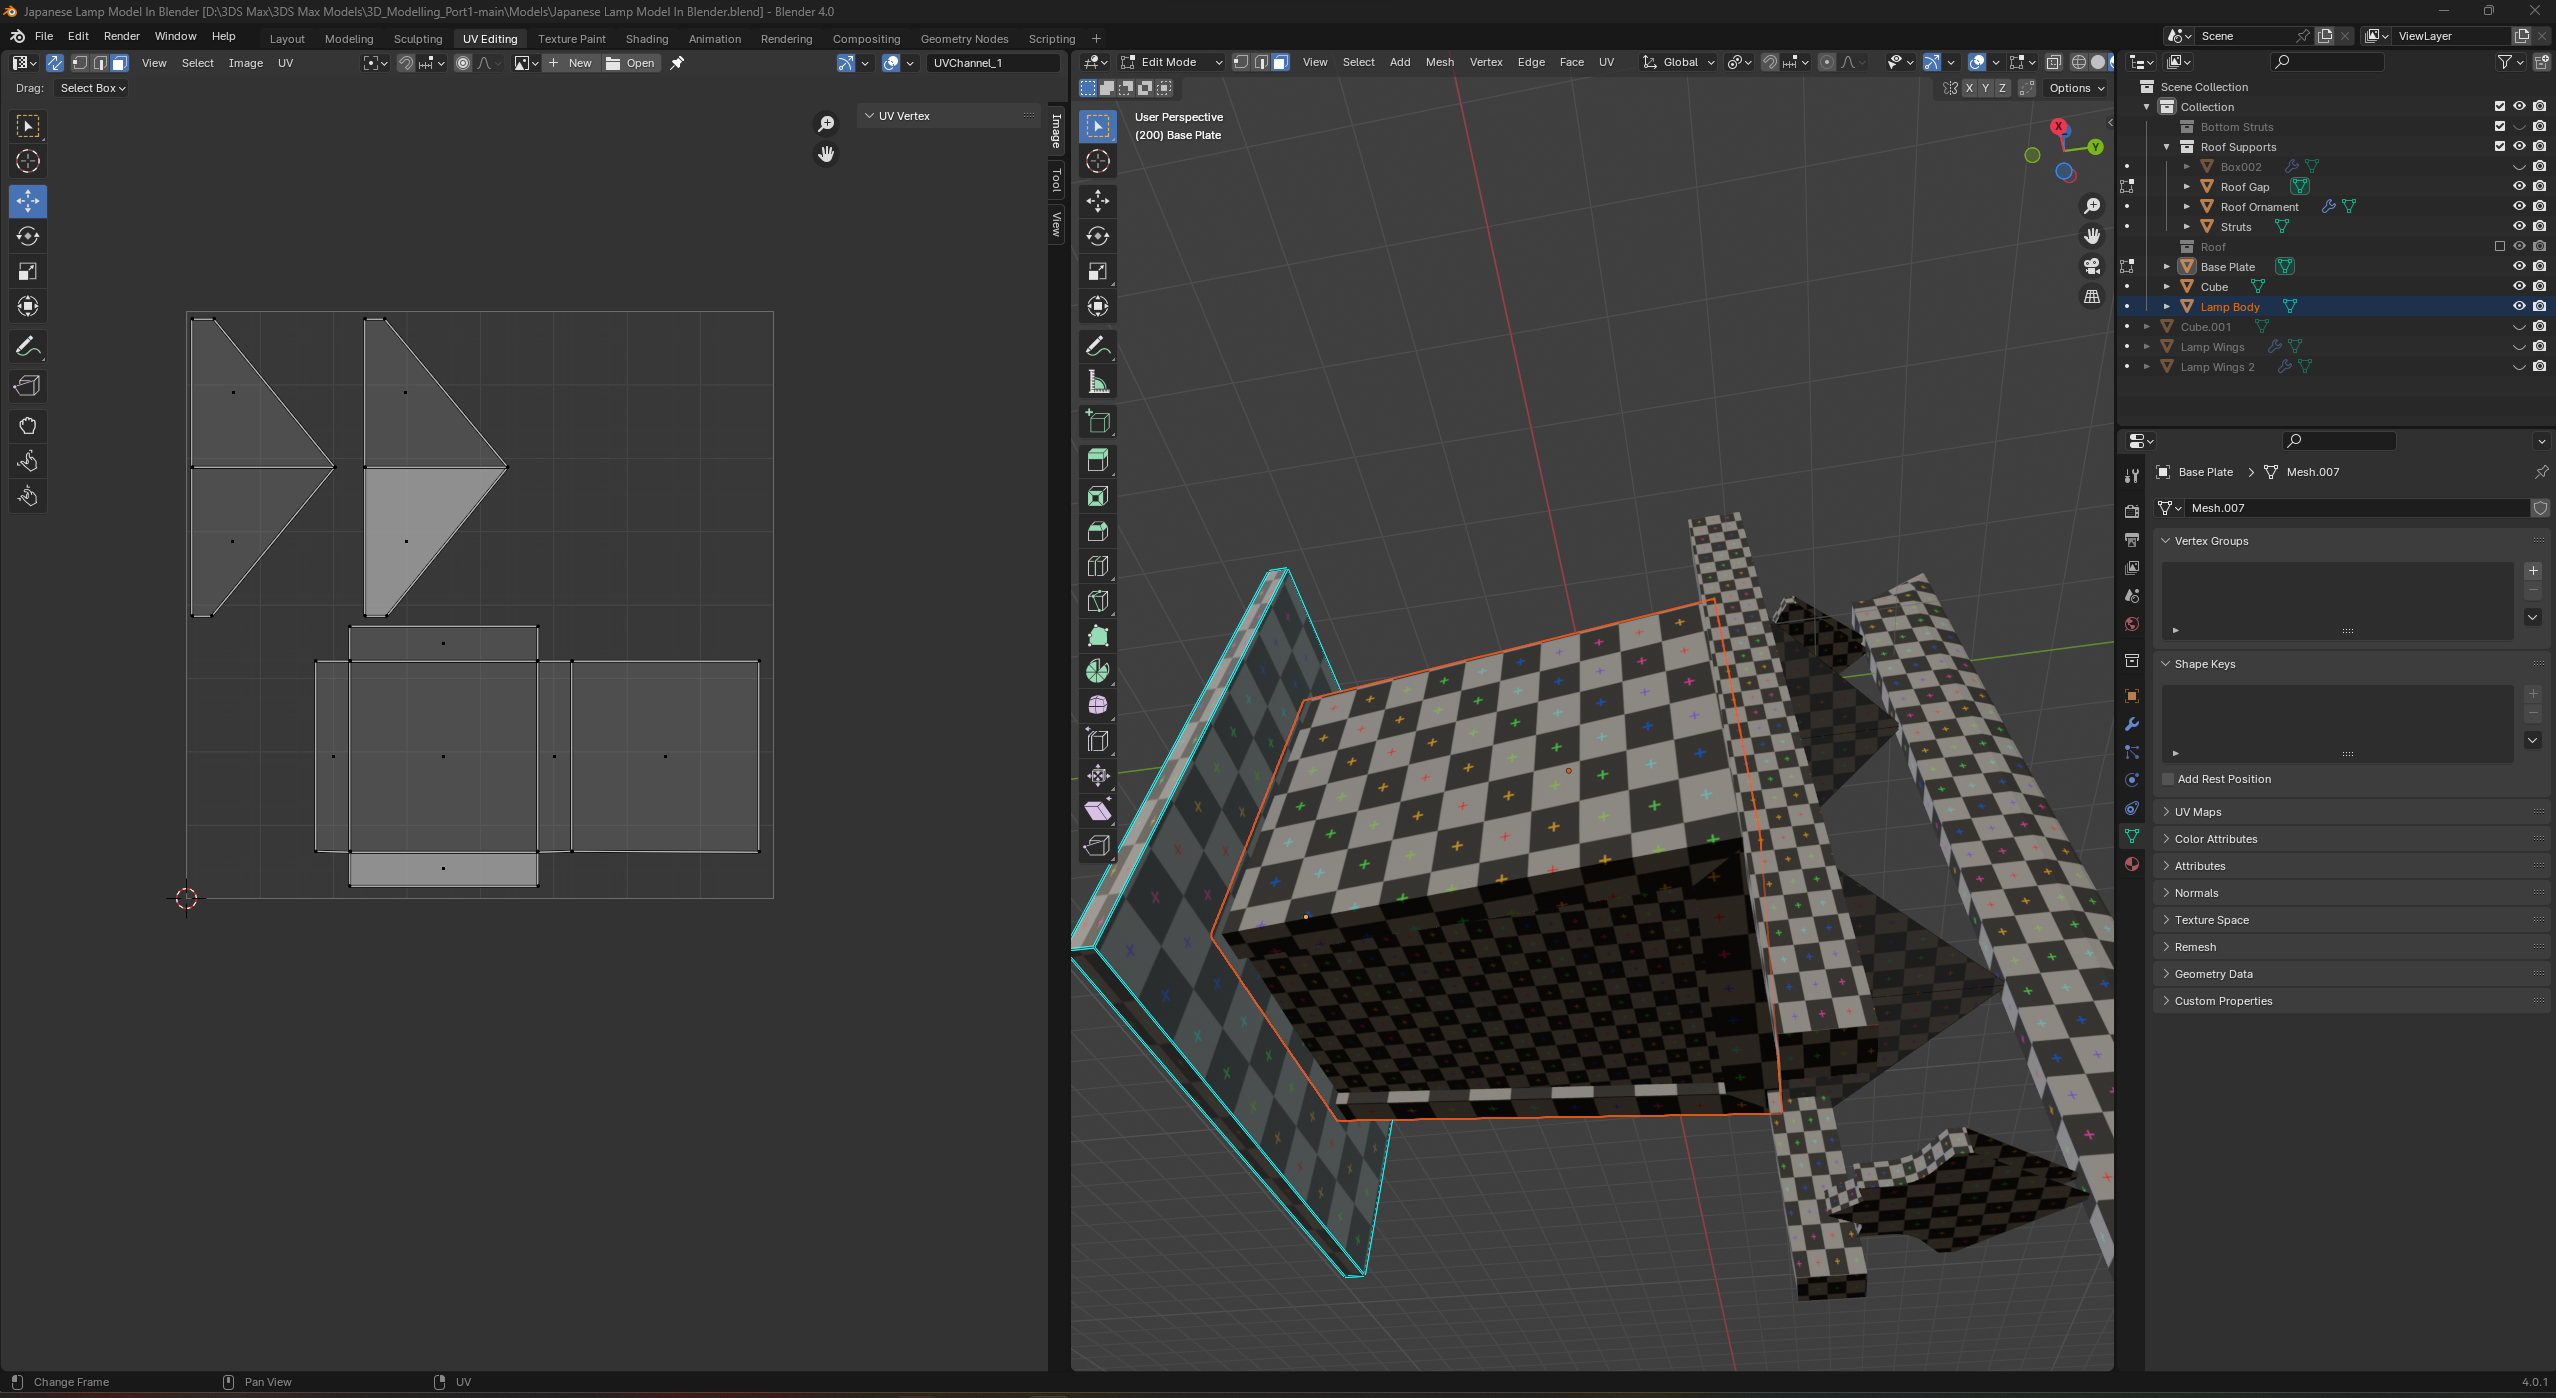 Japanese Lamp Model In Blender [D:\3DS Max\3DS Max Models\3D_Modelling_Port1-main\Models\Japanese Lamp Model In Blender.blend] - Blender 4.0
File Edit Render Window Help Layout Modeling Sculpting UV Editing Texture Paint Shading Animation Rendering Compositing Geometry Nodes Scripting + Scene ViewLayer
View Select Image UV New Open UVChannel_1 Edit Mode View Select Add Mesh Vertex Edge Face UV Global
Drag: Select Box X Y Z Options
UV Vertex
Image
Tool
View
User Perspective
(200) Base Plate
X
Y
Scene Collection
Collection
Bottom Struts
Roof Supports
Box002
Roof Gap
Roof Ornament
Struts
Roof
Base Plate
Cube
Lamp Body
Cube.001
Lamp Wings
Lamp Wings 2
Base Plate > Mesh.007
Mesh.007
Vertex Groups
Shape Keys
Add Rest Position
UV Maps
Color Attributes
Attributes
Normals
Texture Space
Remesh
Geometry Data
Custom Properties
Change Frame Pan View UV 4.0.1